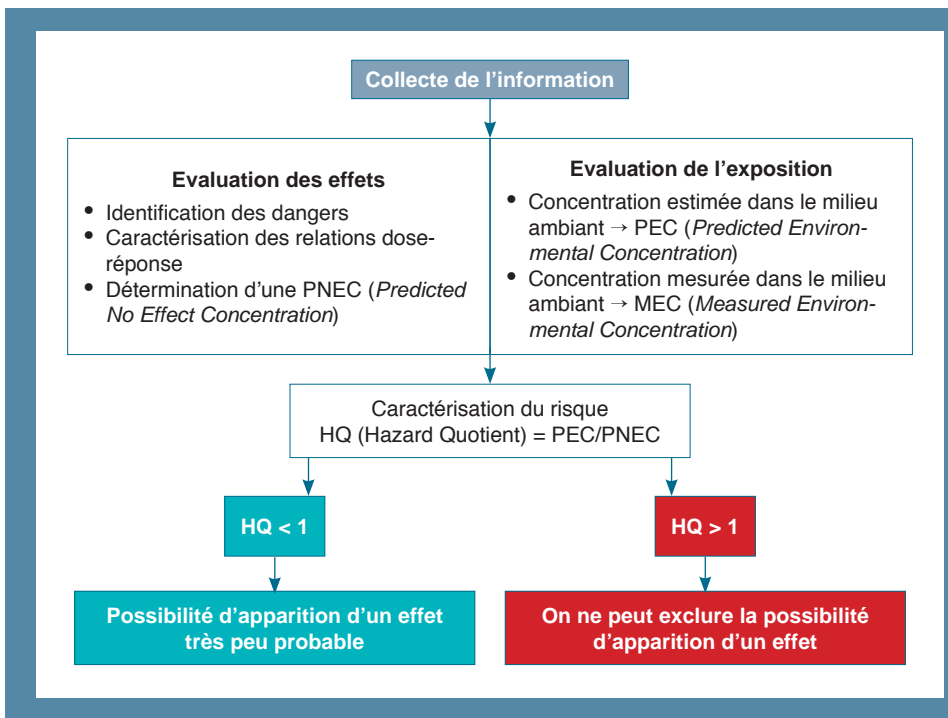 Collecte de l'information
Evaluation des effets
• Identification des dangers
• Caractérisation des relations dose-
réponse
• Détermination d'une PNEC (Predicted
No Effect Concentration)
Evaluation de l'exposition
• Concentration estimée dans le milieu
ambiant → PEC (Predicted Environ-
mental Concentration)
• Concentration mesurée dans le milieu
ambiant → MEC (Measured Environ-
mental Concentration)
Caractérisation du risque
HQ (Hazard Quotient) = PEC/PNEC
HQ < 1
HQ > 1
Possibilité d'apparition d'un effet
très peu probable
On ne peut exclure la possibilité
d'apparition d'un effet